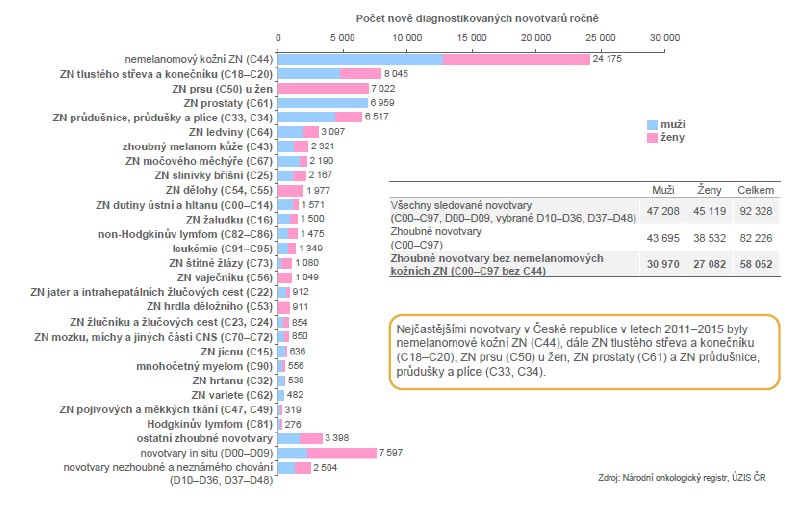 Počet nově diagnostikovaných novotvarů ročně
0 5 000 10 000 15 000 20 000 25 000 30 000
nemelanomový kožní ZN (C44) 24 175
ZN tlustého střeva a konečníku (C18–C20) 8 045
ZN prsu (C50) u žen 7 022
ZN prostaty (C61) 6 959
ZN průdušnice, průdušky a plíce (C33, C34) 6 517
ZN ledviny (C64) 3 097
zhoubný melanom kůže (C43) 2 321
ZN močového měchýře (C67) 2 190
ZN slinivky břišní (C25) 2 167
ZN dělohy (C54, C55) 1 977
ZN dutiny ústní a hltanu (C00–C14) 1 571
ZN žaludku (C16) 1 500
non-Hodgkinův lymfom (C82–C86) 1 475
leukémie (C91–C95) 1 349
ZN štítné žlázy (C73) 1 080
ZN vaječníku (C56) 1 049
ZN jater a intrahepatálních žlučových cest (C22) 912
ZN hrdla děložního (C53) 911
ZN žlučníku a žlučových cest (C23, C24) 854
ZN mozku, míchy a jiných částí CNS (C70–C72) 850
ZN jícnu (C15) 636
mnohočetný myelom (C90) 556
ZN hrtanu (C32) 538
ZN varlete (C62) 482
ZN pojivových a měkkých tkání (C47, C49) 319
Hodgkinův lymfom (C81) 276
ostatní zhoubné novotvary 3 398
novotvary in situ (D00–D09) 7 597
novotvary nezhoubné a neznámého chování 2 504
(D10–D36, D37–D48)
muži
ženy
Muži Ženy Celkem
Všechny sledované novotvary
(C00–C97, D00–D09, vybrané D10–D36, D37–D48) 47 208 45 119 92 328
Zhoubné novotvary
(C00–C97) 43 695 38 532 82 226
Zhoubné novotvary bez nemelanomových
kožních ZN (C00–C97 bez C44) 30 970 27 082 58 052
Nejčastějšími novotvary v České republice v letech 2011–2015 byly
nemelanomové kožní ZN (C44), dále ZN tlustého střeva a konečníku
(C18–C20), ZN prsu (C50) u žen, ZN prostaty (C61) a ZN průdušnice,
průdušky a plíce (C33, C34).
Zdroj: Národní onkologický registr, ÚZIS ČR